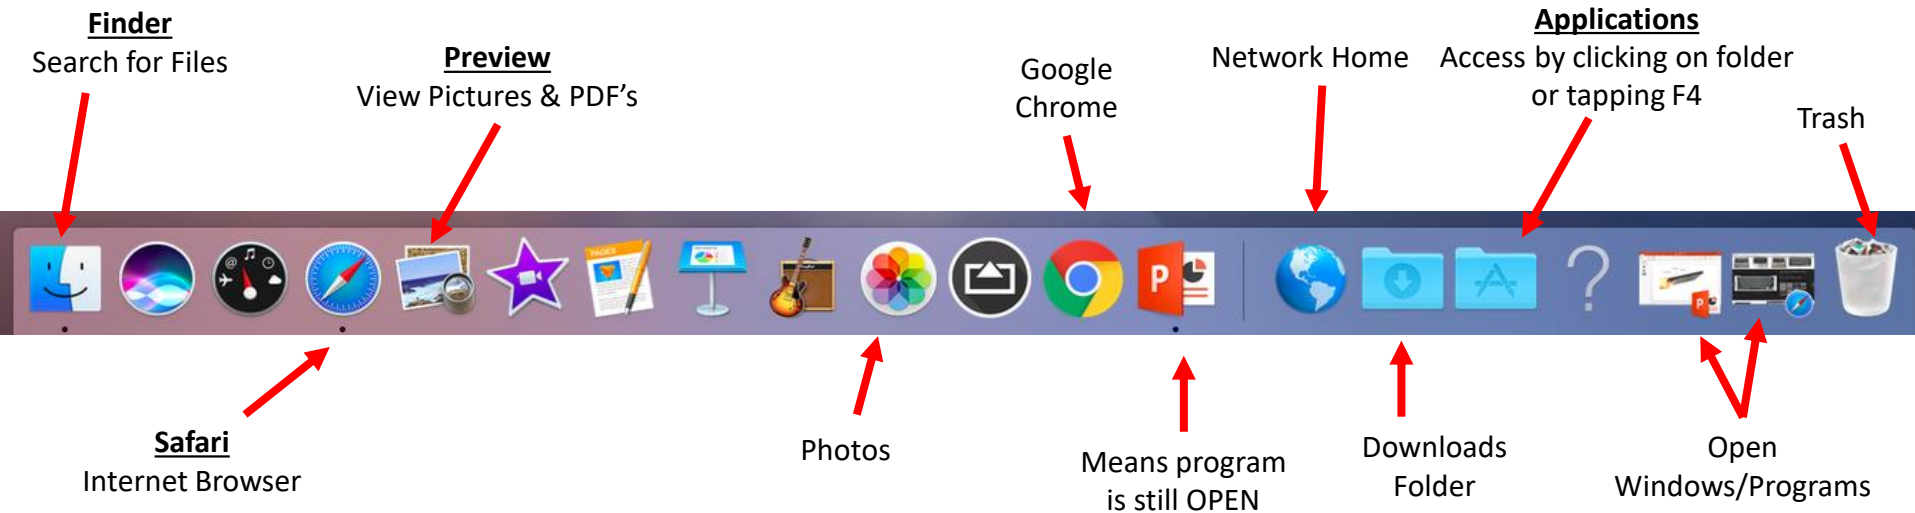 Finder
Search for Files
Preview
View Pictures & PDF's
Google
Chrome
Network Home
Applications
Access by clicking on folder
or tapping F4
Trash
PAGES
P
?
P
Safari
Internet Browser
Photos
Means program
is still OPEN
Downloads
Folder
Open
Windows/Programs